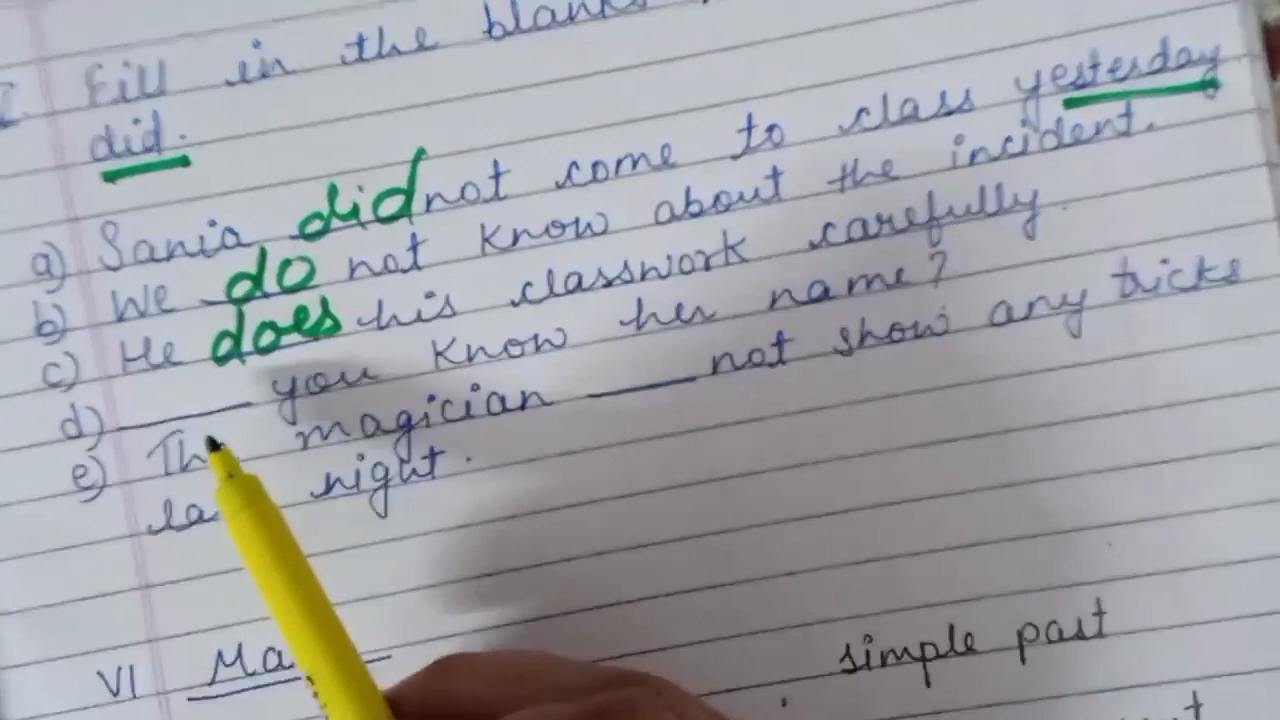 Fill in the blanks
did.
a) Sania did not come to class yesterday
b) We do not know about the incident.
c) He does his classwork carefully.
d) ____ you know her name?
e) The magician ____ not show any tricks
night.
VI Ma
simple past